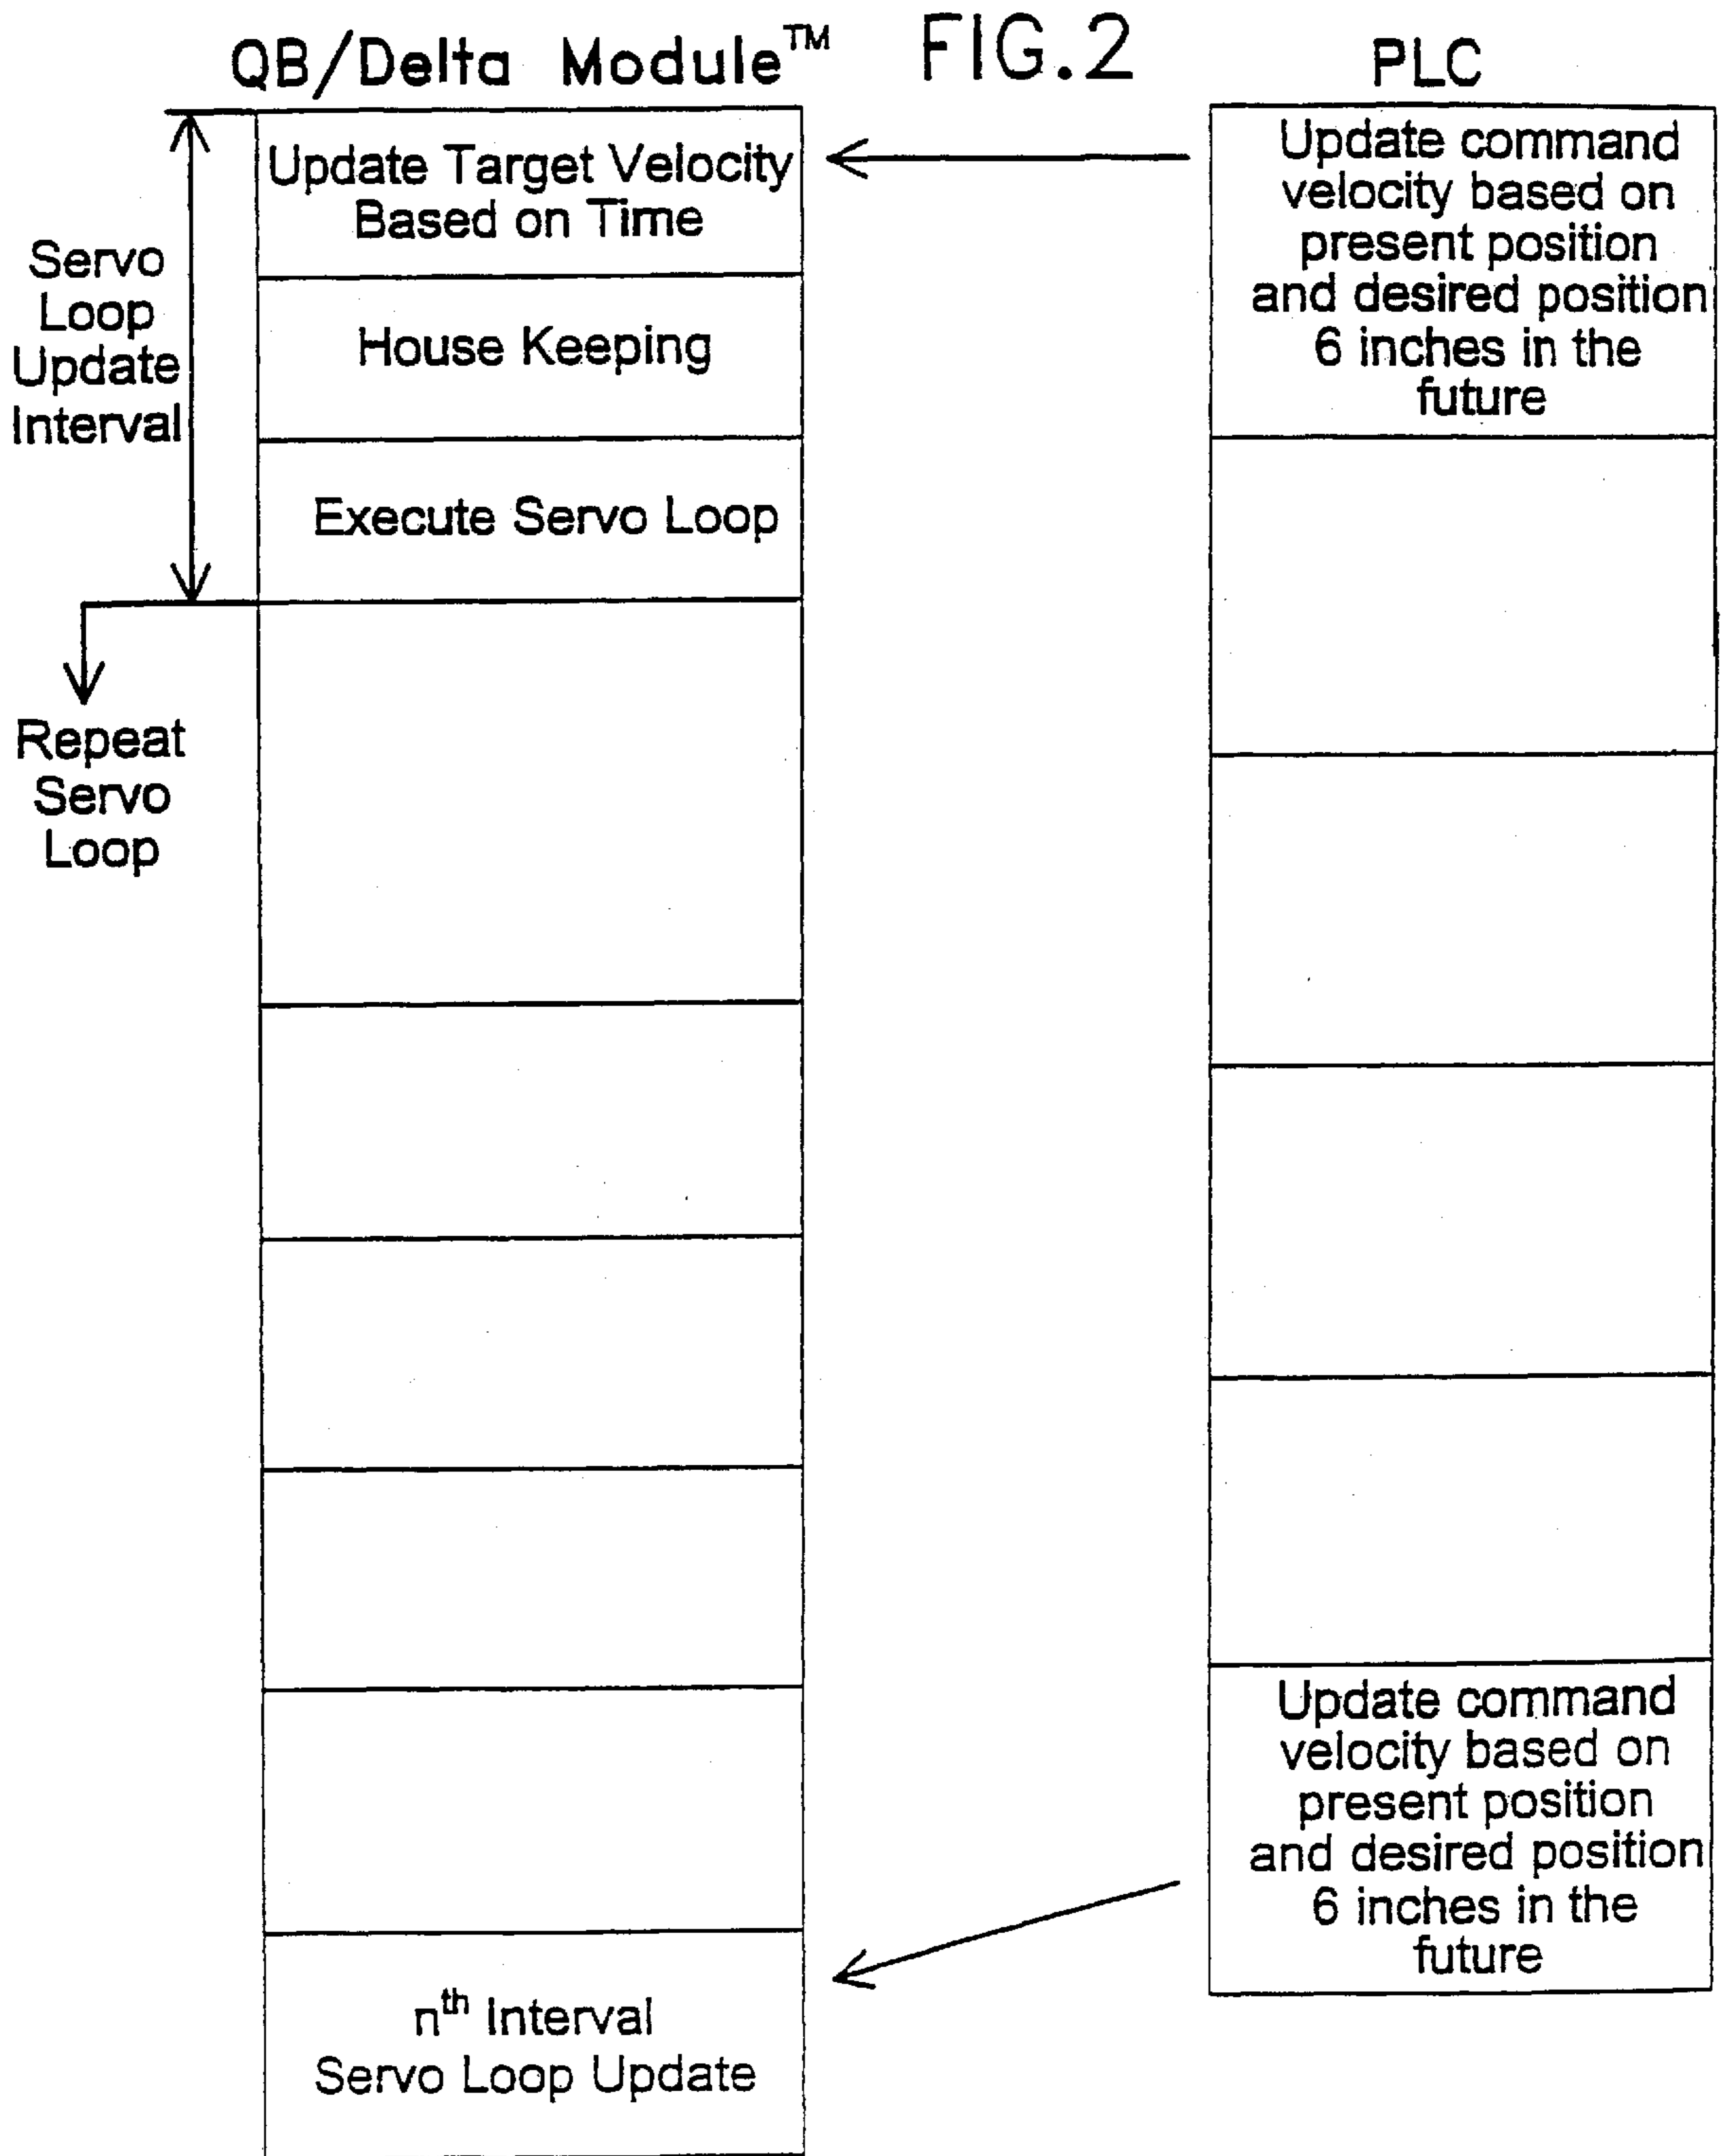 QB/Delta Module™
FIG.2
PLC
Servo
Loop
Update
Interval
Update Target Velocity
Based on Time
House Keeping
Execute Servo Loop
Repeat
Servo
Loop
nth Interval
Servo Loop Update
Update command
velocity based on
present position
and desired position
6 inches in the
future
Update command
velocity based on
present position
and desired position
6 inches in the
future